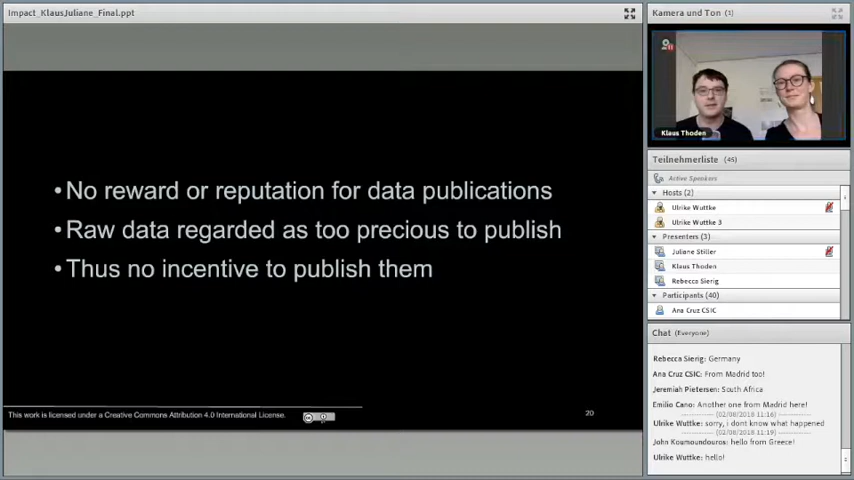 Impact_KlausJuliane_Final.ppt
• No reward or reputation for data publications
• Raw data regarded as too precious to publish
• Thus no incentive to publish them
This work is licensed under a Creative Commons Attribution 4.0 International License.
20
Kamera und Ton (1)
Klaus Thoden
Teilnehmerliste (45)
Active Speakers
Hosts (2)
Ulrike Wuttke
Ulrike Wuttke 3
Presenters (3)
Juliane Stiller
Klaus Thoden
Rebecca Sierig
Participants (40)
Ana Cruz CSIC
Chat (Everyone)
Rebecca Sierig: Germany
Ana Cruz CSIC: From Madrid too!
Jeremiah Pietersen: South Africa
Emilio Cano: Another one from Madrid here!
(02/08/2018 11:16)
Ulrike Wuttke: sorry, i dont know what happened
(02/08/2018 11:19)
John Koumoundouros: hello from Greece!
Ulrike Wuttke: hello!